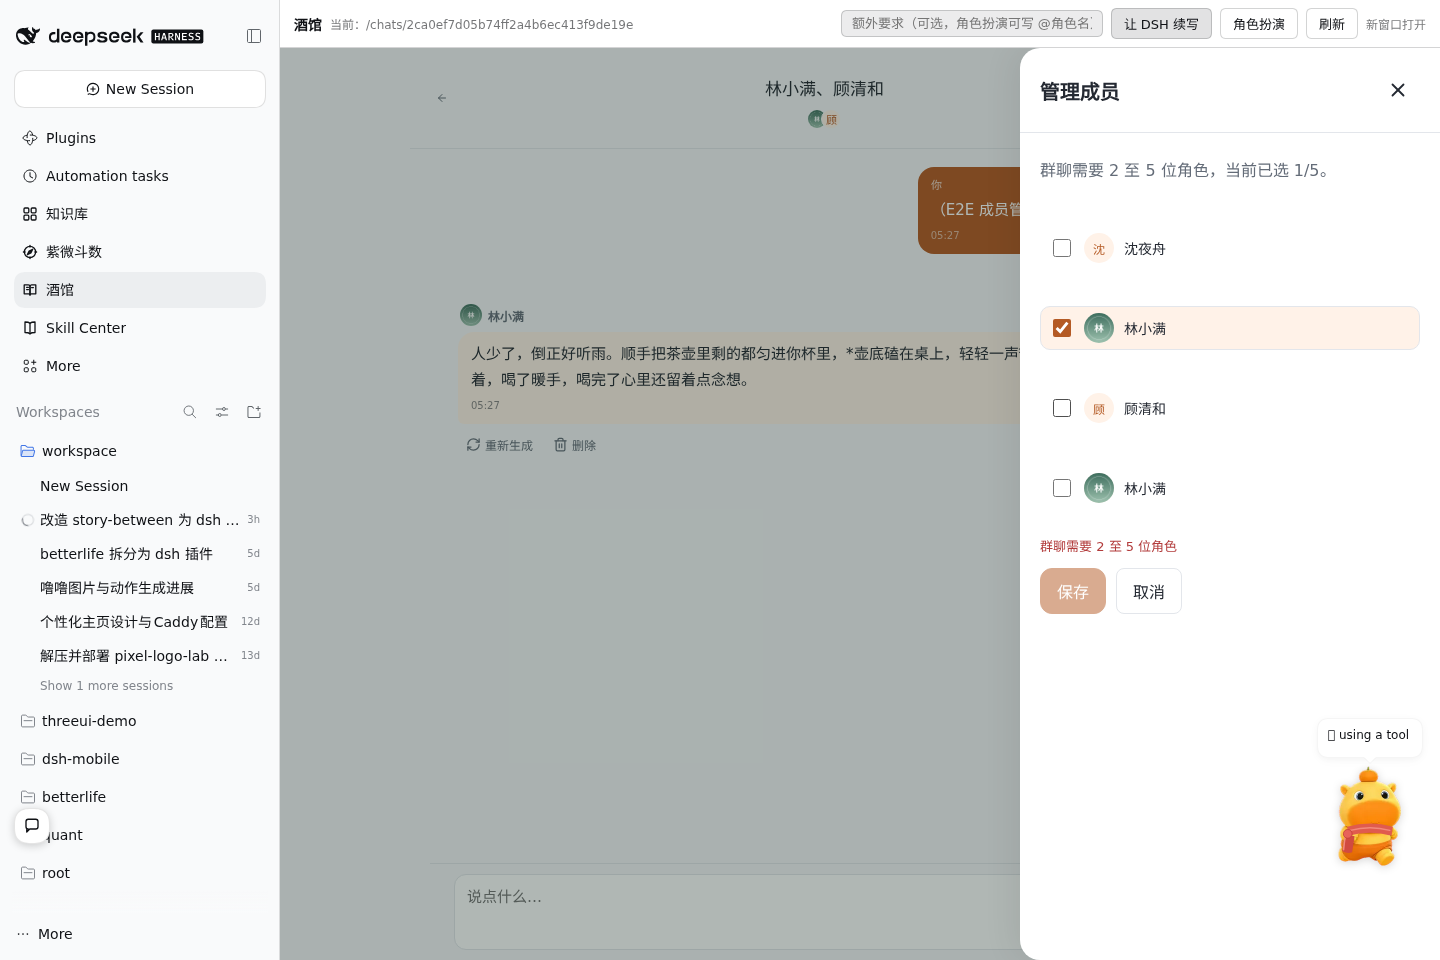 deepseek HARNESS
New Session
Plugins
Automation tasks
知识库
紫微斗数
酒馆
Skill Center
More
Workspaces
workspace
New Session
改造 story-between 为 dsh ... 3h
betterlife 拆分为 dsh 插件 5d
噜噜图片与动作生成进展 5d
个性化主页设计与Caddy配置 12d
解压并部署 pixel-logo-lab ... 13d
Show 1 more sessions
threeui-demo
dsh-mobile
betterlife
quant
root
More
酒馆 当前：/chats/2ca0ef7d05b74ff2a4b6ec413f9de19e
额外要求（可选，角色扮演可写 @角色名
让 DSH 续写
角色扮演
刷新
新窗口打开
林小满、顾清和
林 顾
你
（E2E 成员管
05:27
林 林小满
人少了，倒正好听雨。顺手把茶壶里剩的都匀进你杯里，*壶底磕在桌上，轻轻一声
着，喝了暖手，喝完了心里还留着点念想。
05:27
重新生成 删除
说点什么...
管理成员
群聊需要 2 至 5 位角色，当前已选 1/5。
沈 沈夜舟
林 林小满
顾 顾清和
林 林小满
群聊需要 2 至 5 位角色
保存 取消
using a tool